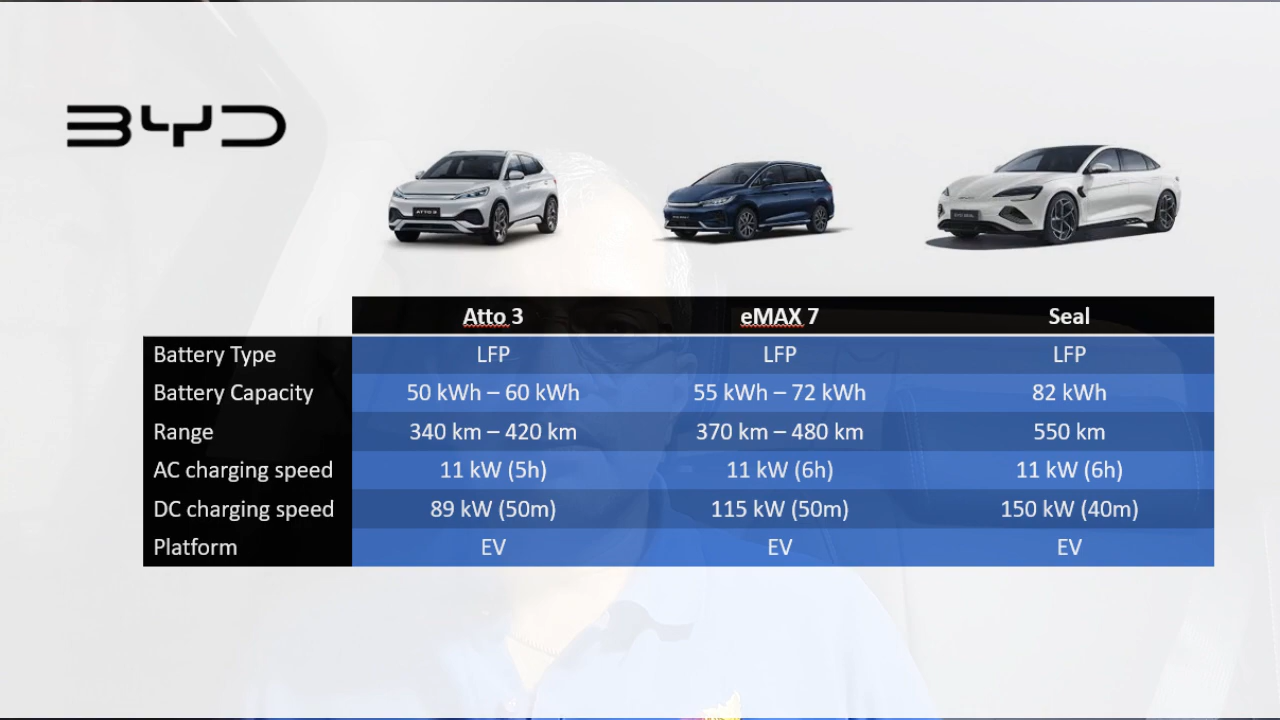 BYD
Atto 3 eMAX 7 Seal
Battery Type LFP LFP LFP
Battery Capacity 50 kWh – 60 kWh 55 kWh – 72 kWh 82 kWh
Range 340 km – 420 km 370 km – 480 km 550 km
AC charging speed 11 kW (5h) 11 kW (6h) 11 kW (6h)
DC charging speed 89 kW (50m) 115 kW (50m) 150 kW (40m)
Platform EV EV EV